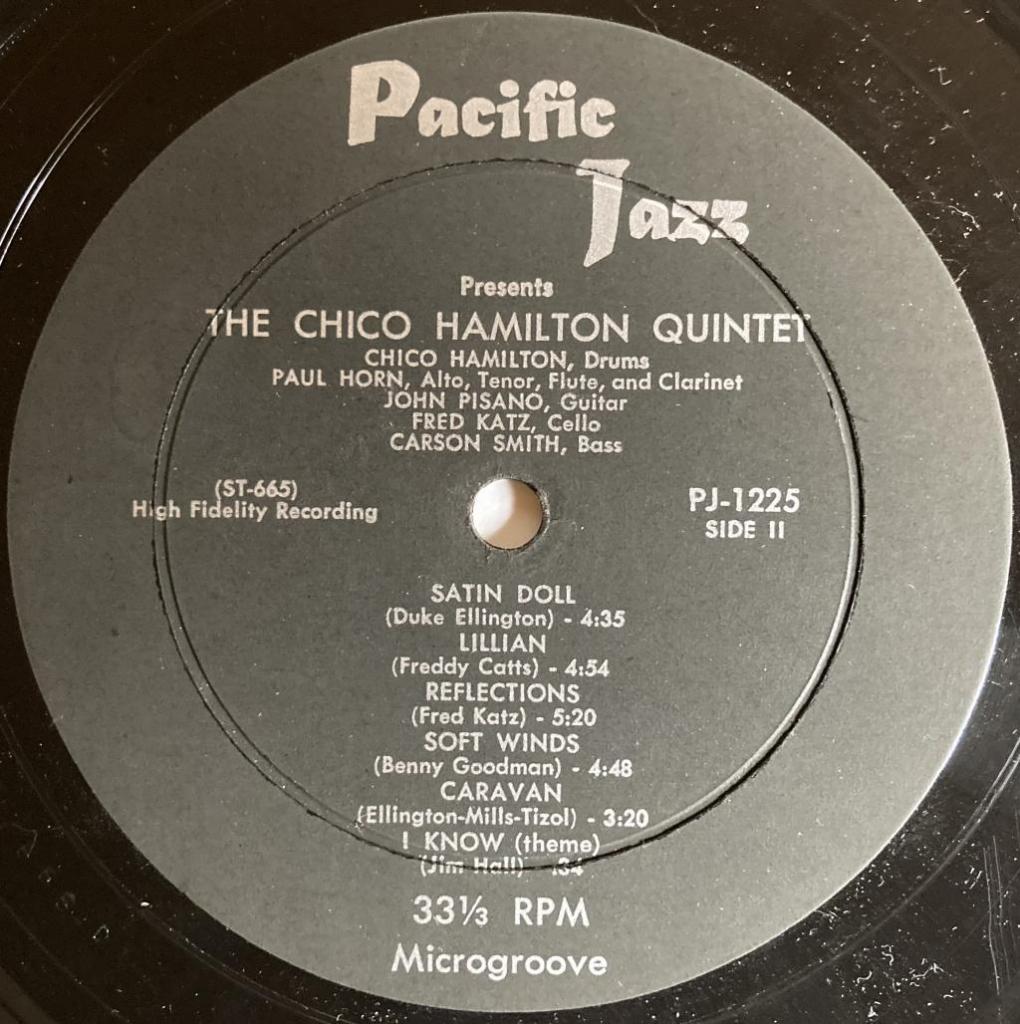 Pacific
Jazz
Presents
THE CHICO HAMILTON QUINTET
CHICO HAMILTON, Drums
PAUL HORN, Alto, Tenor, Flute, and Clarinet
JOHN PISANO, Guitar
FRED KATZ, Cello
CARSON SMITH, Bass
(ST-665)
High Fidelity Recording
PJ-1225
SIDE II
SATIN DOLL
(Duke Ellington) - 4:35
LILLIAN
(Freddy Catts) - 4:54
REFLECTIONS
(Fred Katz) - 5:20
SOFT WINDS
(Benny Goodman) - 4:48
CARAVAN
(Ellington-Mills-Tizol) - 3:20
I KNOW (theme)
(Jim Hall) - :34
33⅓ RPM
Microgroove